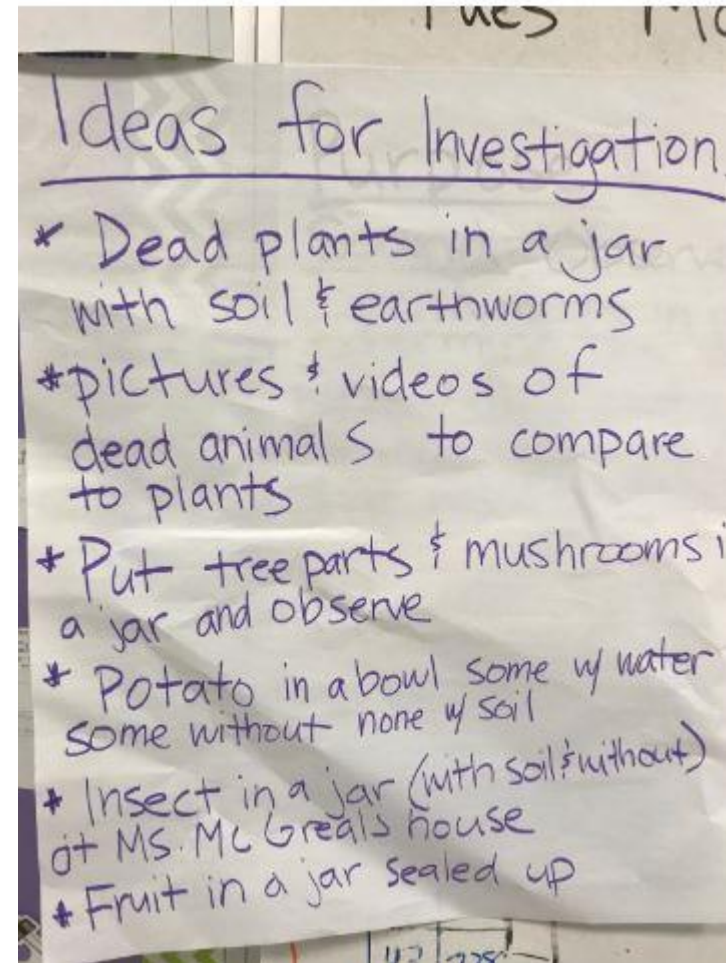 Tues
Ideas for Investigation
* Dead plants in a jar
with soil & earthworms
* pictures & videos of
dead animals to compare
to plants
* Put tree parts & mushrooms i
a jar and observe
* Potato in a bowl some w/ water
some without none w/ soil
* Insect in a jar (with soil & without)
at Ms. McGreal's house
* Fruit in a jar sealed up